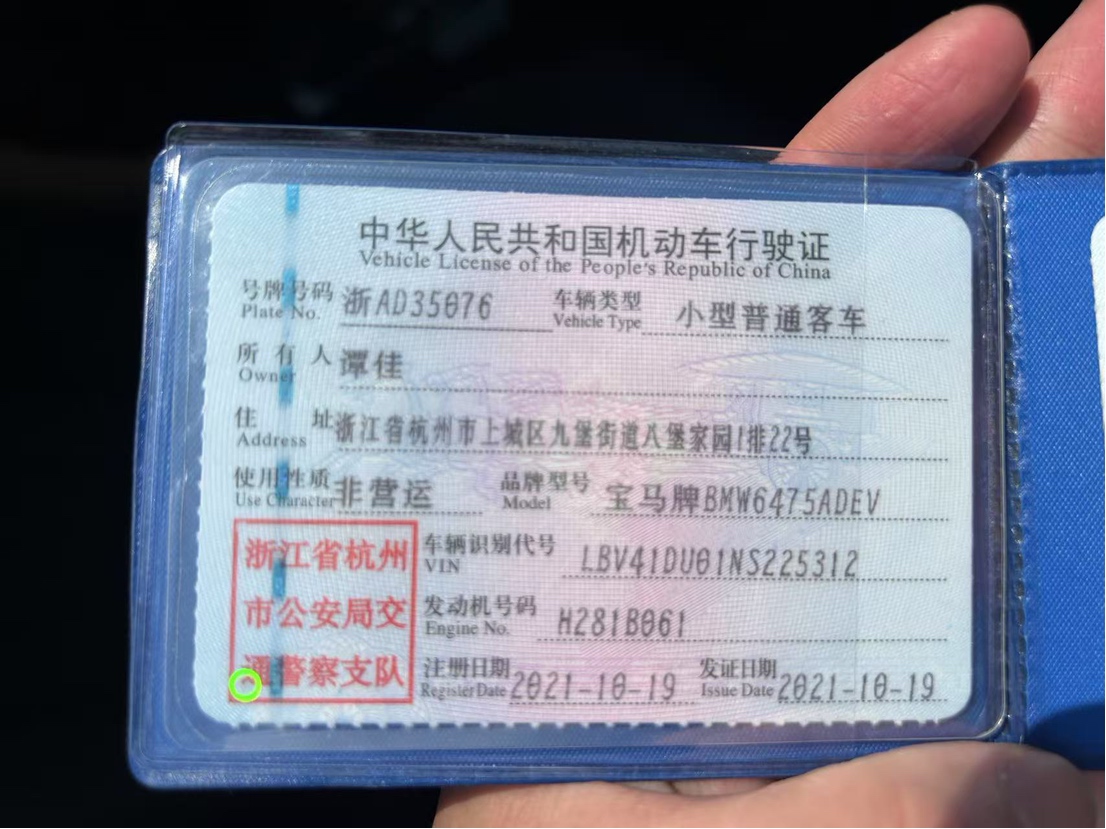 中华人民共和国机动车行驶证
Vehicle License of the People's Republic of China
号牌号码 浙AD35076 车辆类型 小型普通客车
Plate No. Vehicle Type
所有人 谭佳
Owner
住址 浙江省杭州市上城区九堡街道八堡家园1排22号
Address
使用性质 非营运 品牌型号 宝马牌BMW6475ADEV
Use Character Model
浙江省杭州
市公安局交
通警察支队
车辆识别代号 LBV41DU01NS225312
VIN
发动机号码 H281B061
Engine No.
注册日期 2021-10-19 发证日期 2021-10-19
Register Date Issue Date